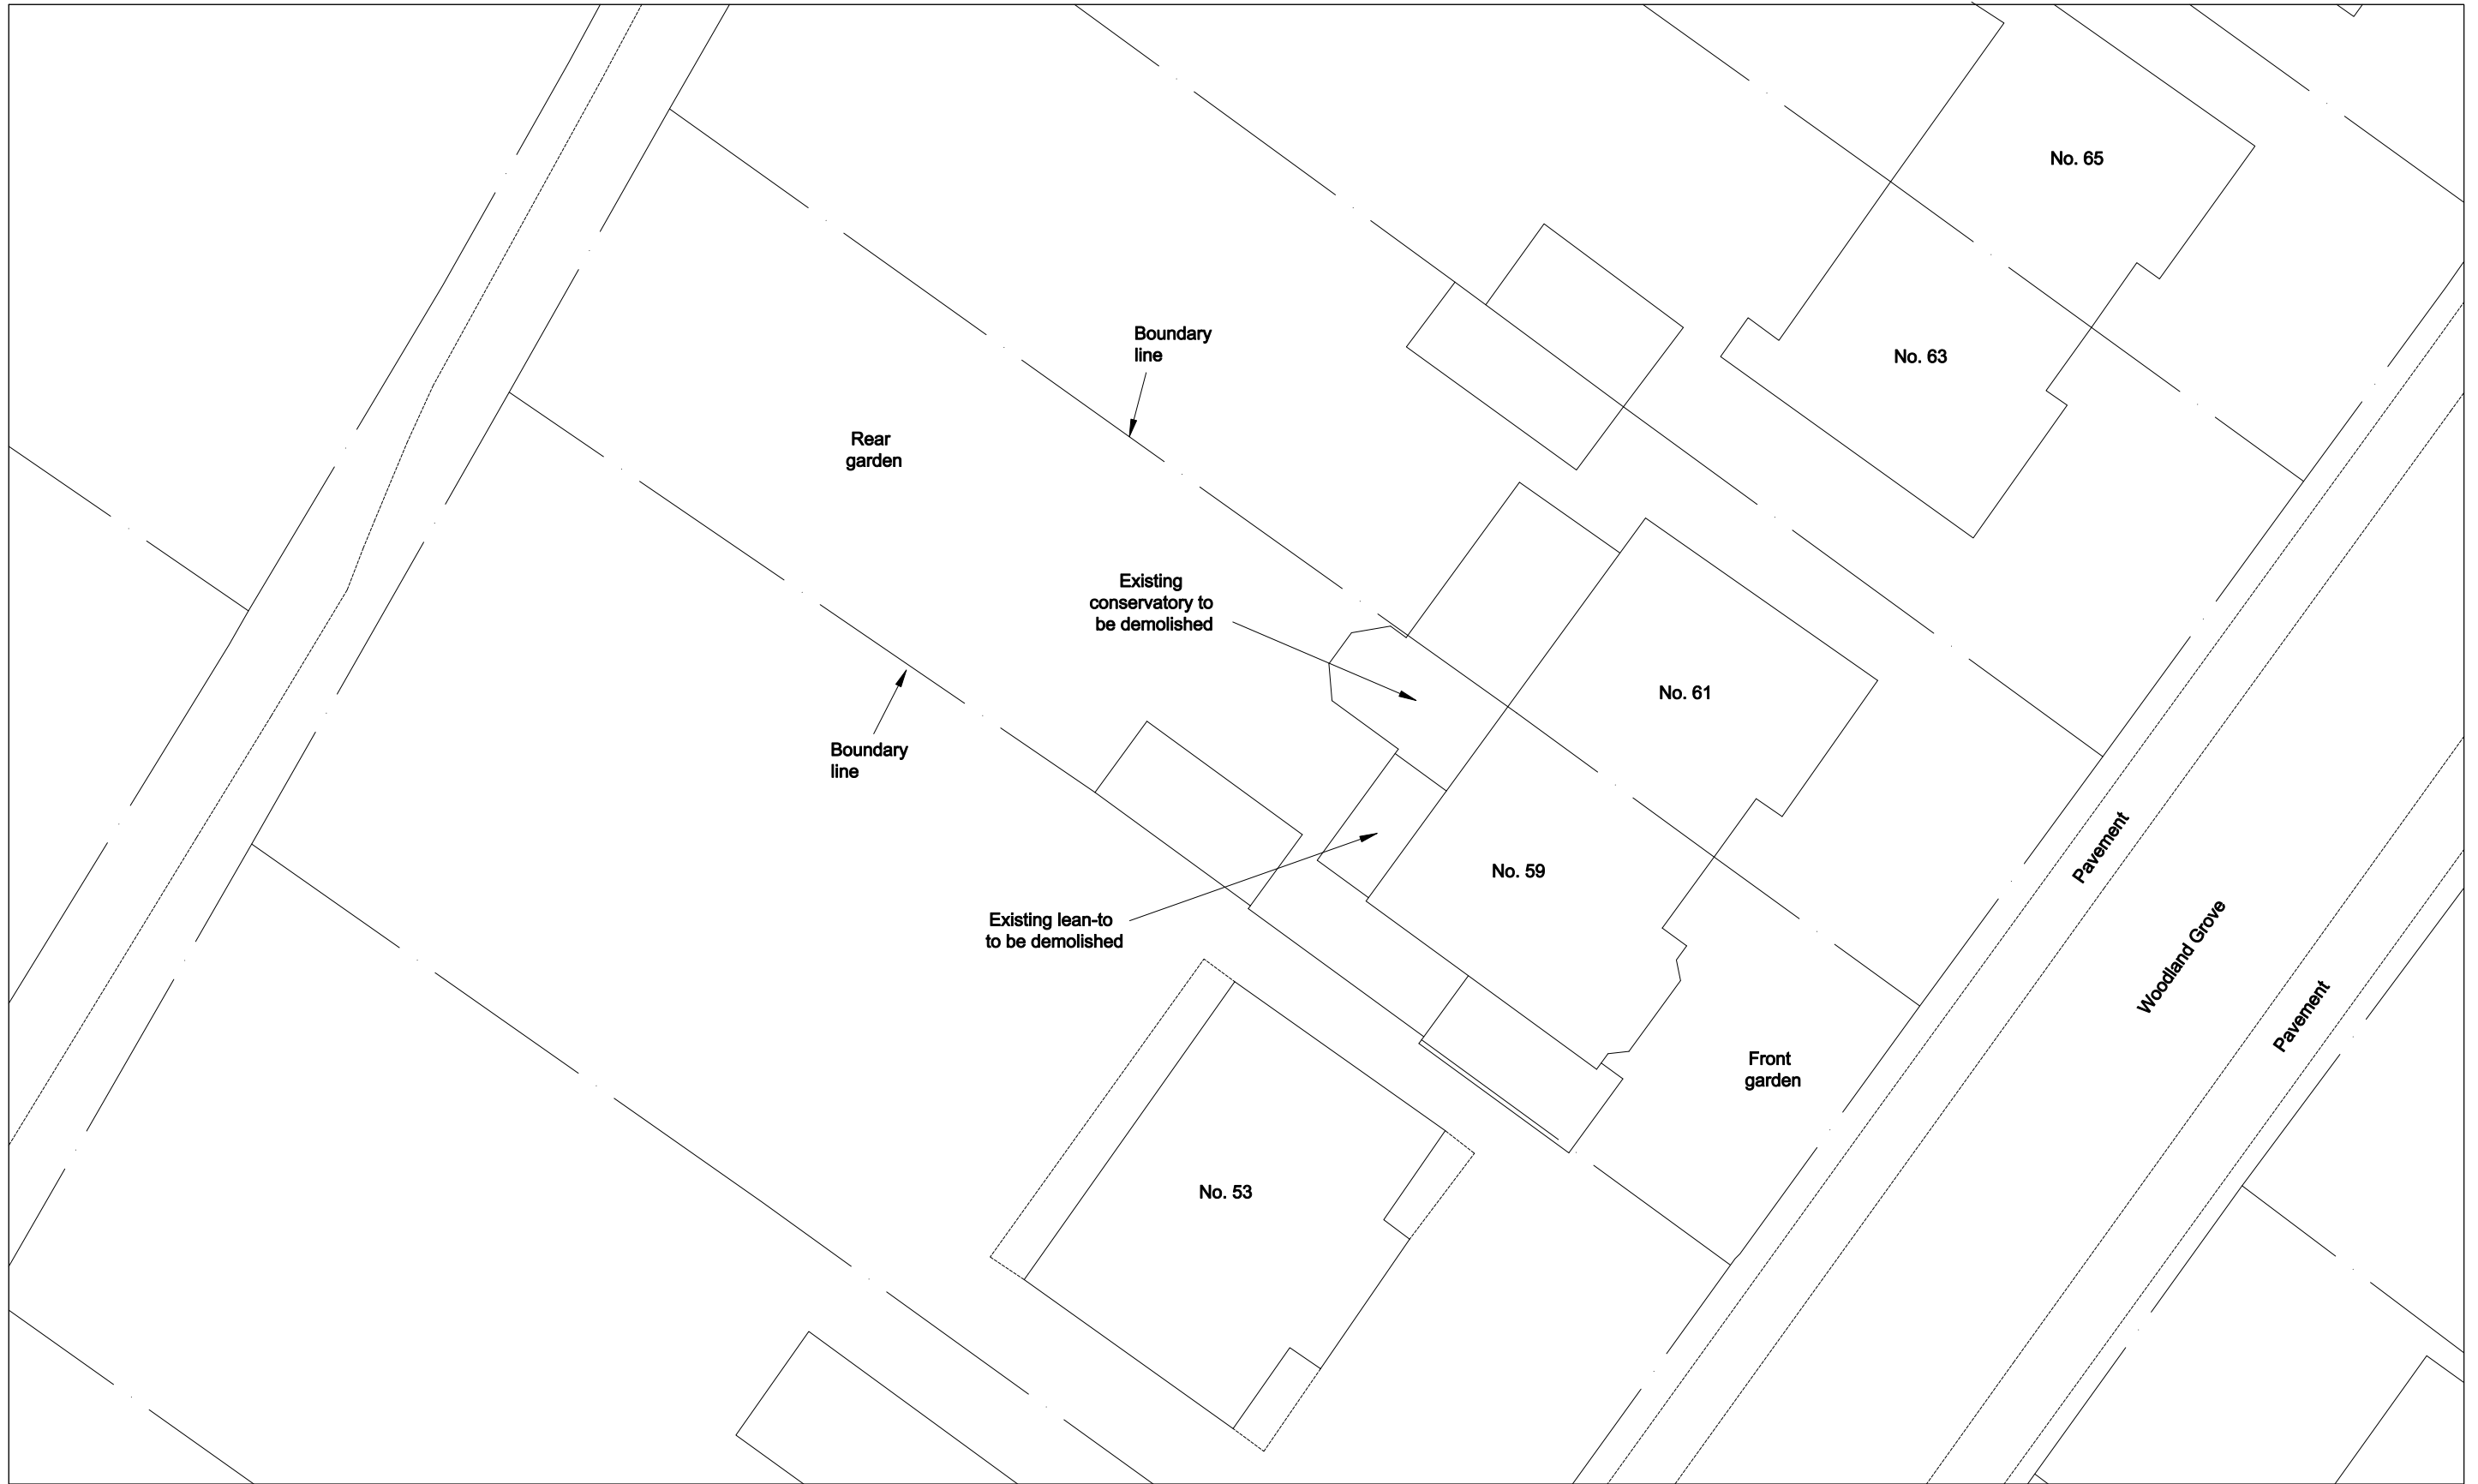 No. 65
Boundary
line
No. 63
Rear
garden
Existing
conservatory to
be demolished
No. 61
Boundary
line
Pavement
No. 59
Existing lean-to
to be demolished
Woodland Grove
Pavement
Front
garden
No. 53